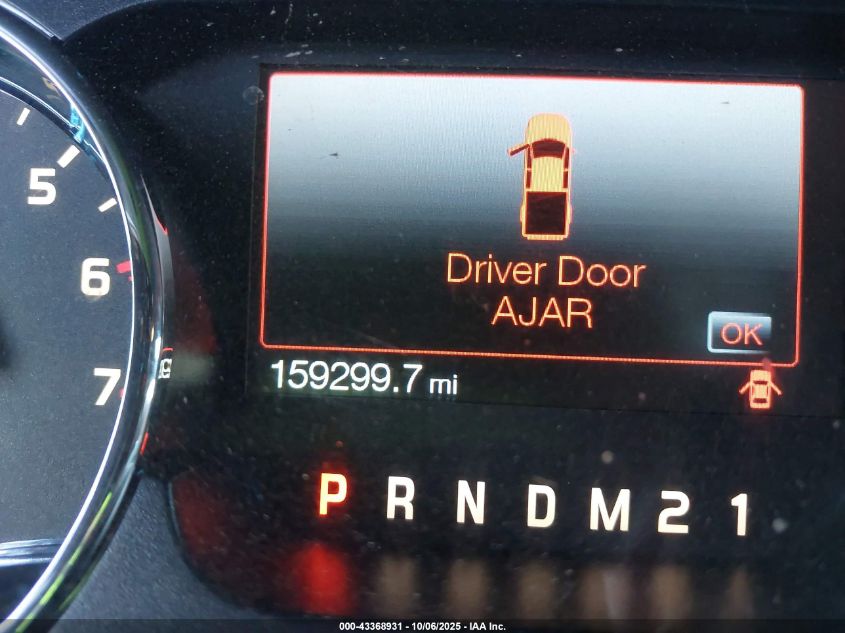 5
6
7
Driver Door
AJAR
OK
159299.7 mi
P R N D M 2 1
000-43368931 - 10/06/2025 - IAA Inc.